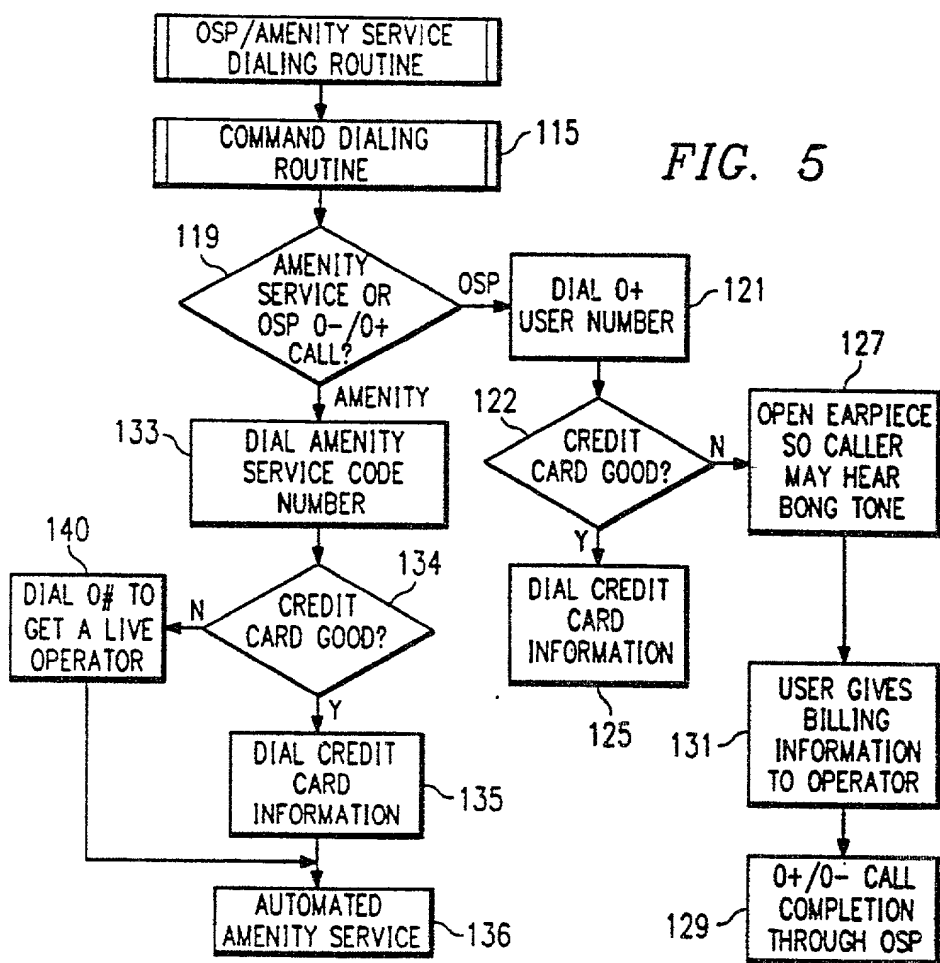 OSP/AMENITY SERVICE
DIALING ROUTINE
COMMAND DIALING
ROUTINE
115
FIG. 5
119
AMENITY
SERVICE OR
OSP 0-/0+
CALL?
OSP
DIAL 0+
USER NUMBER
121
AMENITY
133
DIAL AMENITY
SERVICE CODE
NUMBER
122
CREDIT
CARD GOOD?
N
127
OPEN EARPIECE
SO CALLER
MAY HEAR
BONG TONE
Y
140
DIAL 0# TO
GET A LIVE
OPERATOR
N
134
CREDIT
CARD GOOD?
DIAL CREDIT
CARD
INFORMATION
125
Y
DIAL CREDIT
CARD
INFORMATION
135
131
USER GIVES
BILLING
INFORMATION
TO OPERATOR
AUTOMATED
AMENITY SERVICE
136
129
0+/0- CALL
COMPLETION
THROUGH OSP